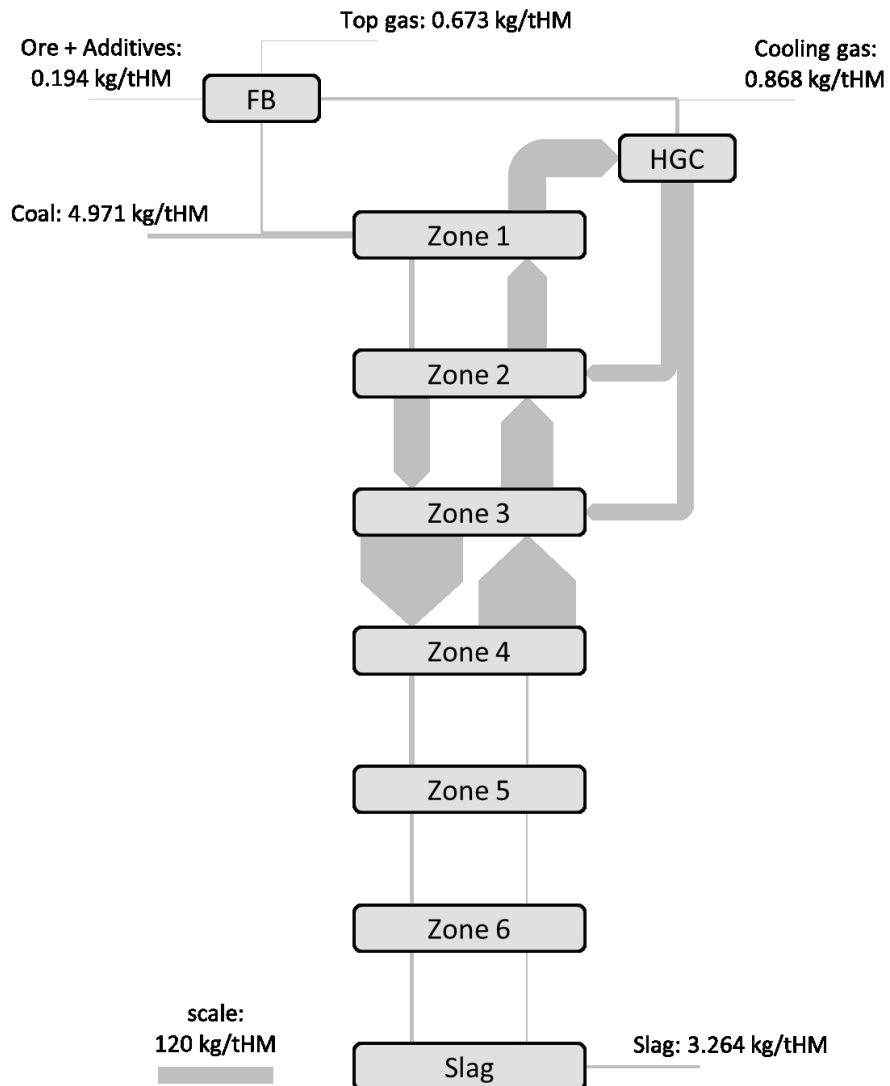 Top gas: 0.673 kg/tHM
Ore + Additives:
0.194 kg/tHM
Cooling gas:
0.868 kg/tHM
FB
HGC
Coal: 4.971 kg/tHM
Zone 1
Zone 2
Zone 3
Zone 4
Zone 5
Zone 6
scale:
120 kg/tHM
Slag
Slag: 3.264 kg/tHM